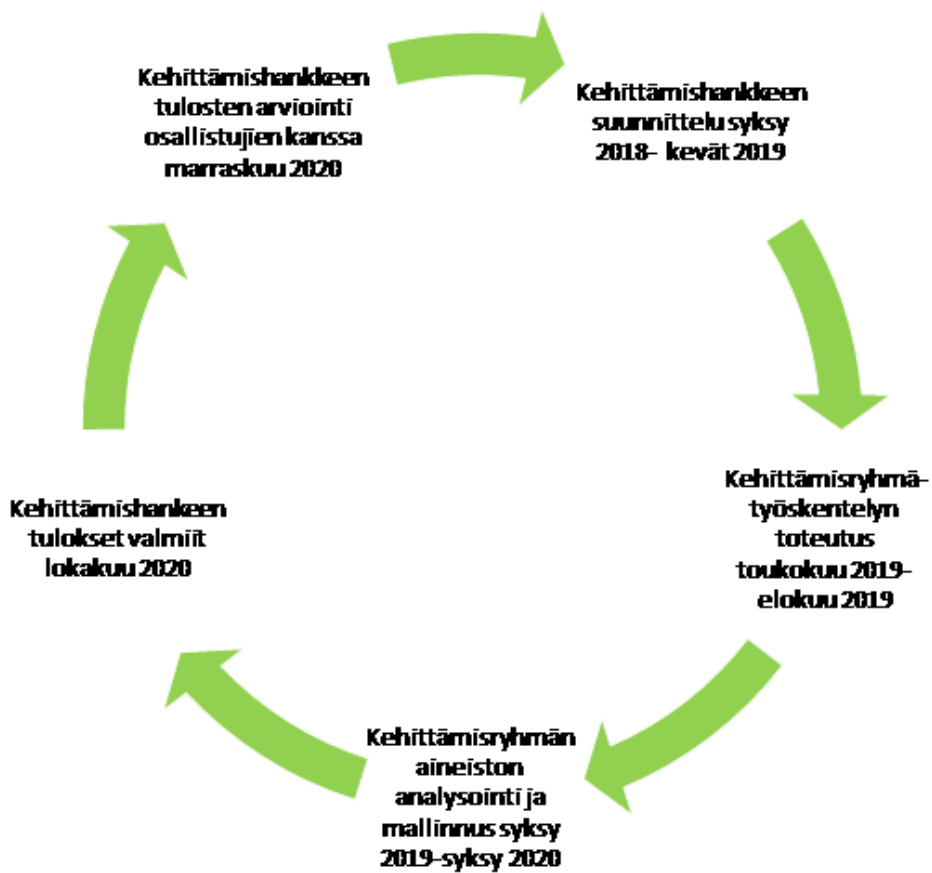 Kehittämishankkeen
tulosten arviointi
osallistujien kanssa
marraskuu 2020
Kehittämishankkeen
suunnittelu syksy
2018- kevät 2019
Kehittämisryhmä-
työskentelyn
toteutus
toukokuu 2019-
elokuu 2019
Kehittämisryhmän
aineiston
analysointi ja
mallinnus syksy
2019-syksy 2020
Kehittämishankeen
tulokset valmiit
lokakuu 2020